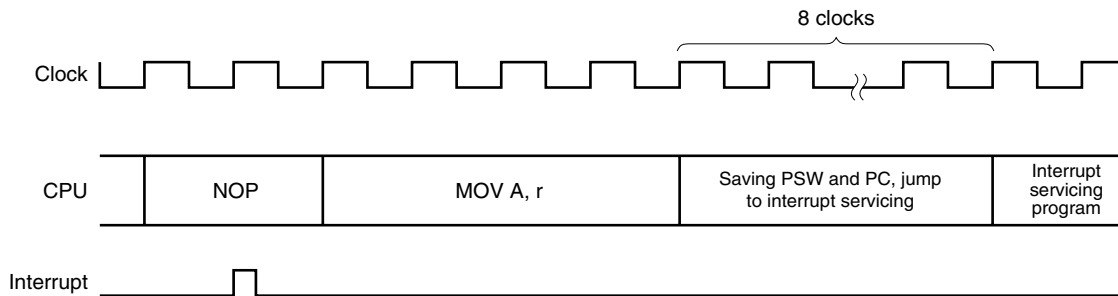 8 clocks
Clock
CPU
NOP
MOV A, r
Saving PSW and PC, jump
to interrupt servicing
Interrupt
servicing
program
Interrupt